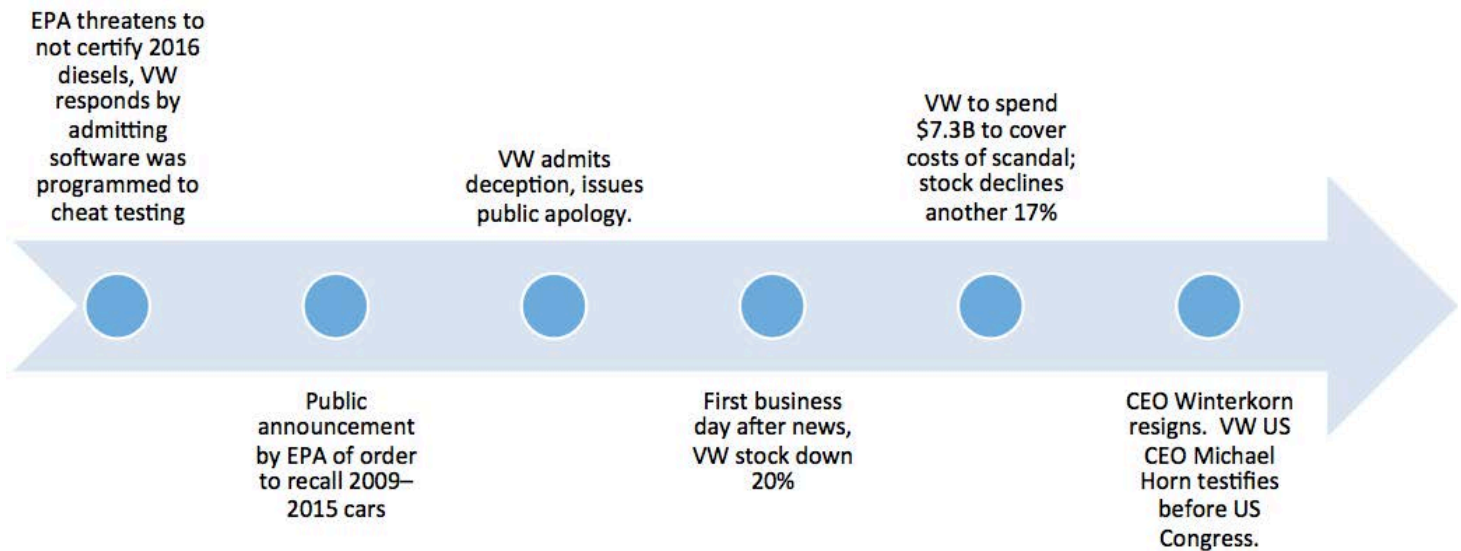 EPA threatens to
not certify 2016
diesels, VW
responds by
admitting
software was
programmed to
cheat testing
Public
announcement
by EPA of order
to recall 2009–
2015 cars
VW admits
deception, issues
public apology.
First business
day after news,
VW stock down
20%
VW to spend
$7.3B to cover
costs of scandal;
stock declines
another 17%
CEO Winterkorn
resigns.  VW US
CEO Michael
Horn testifies
before US
Congress.